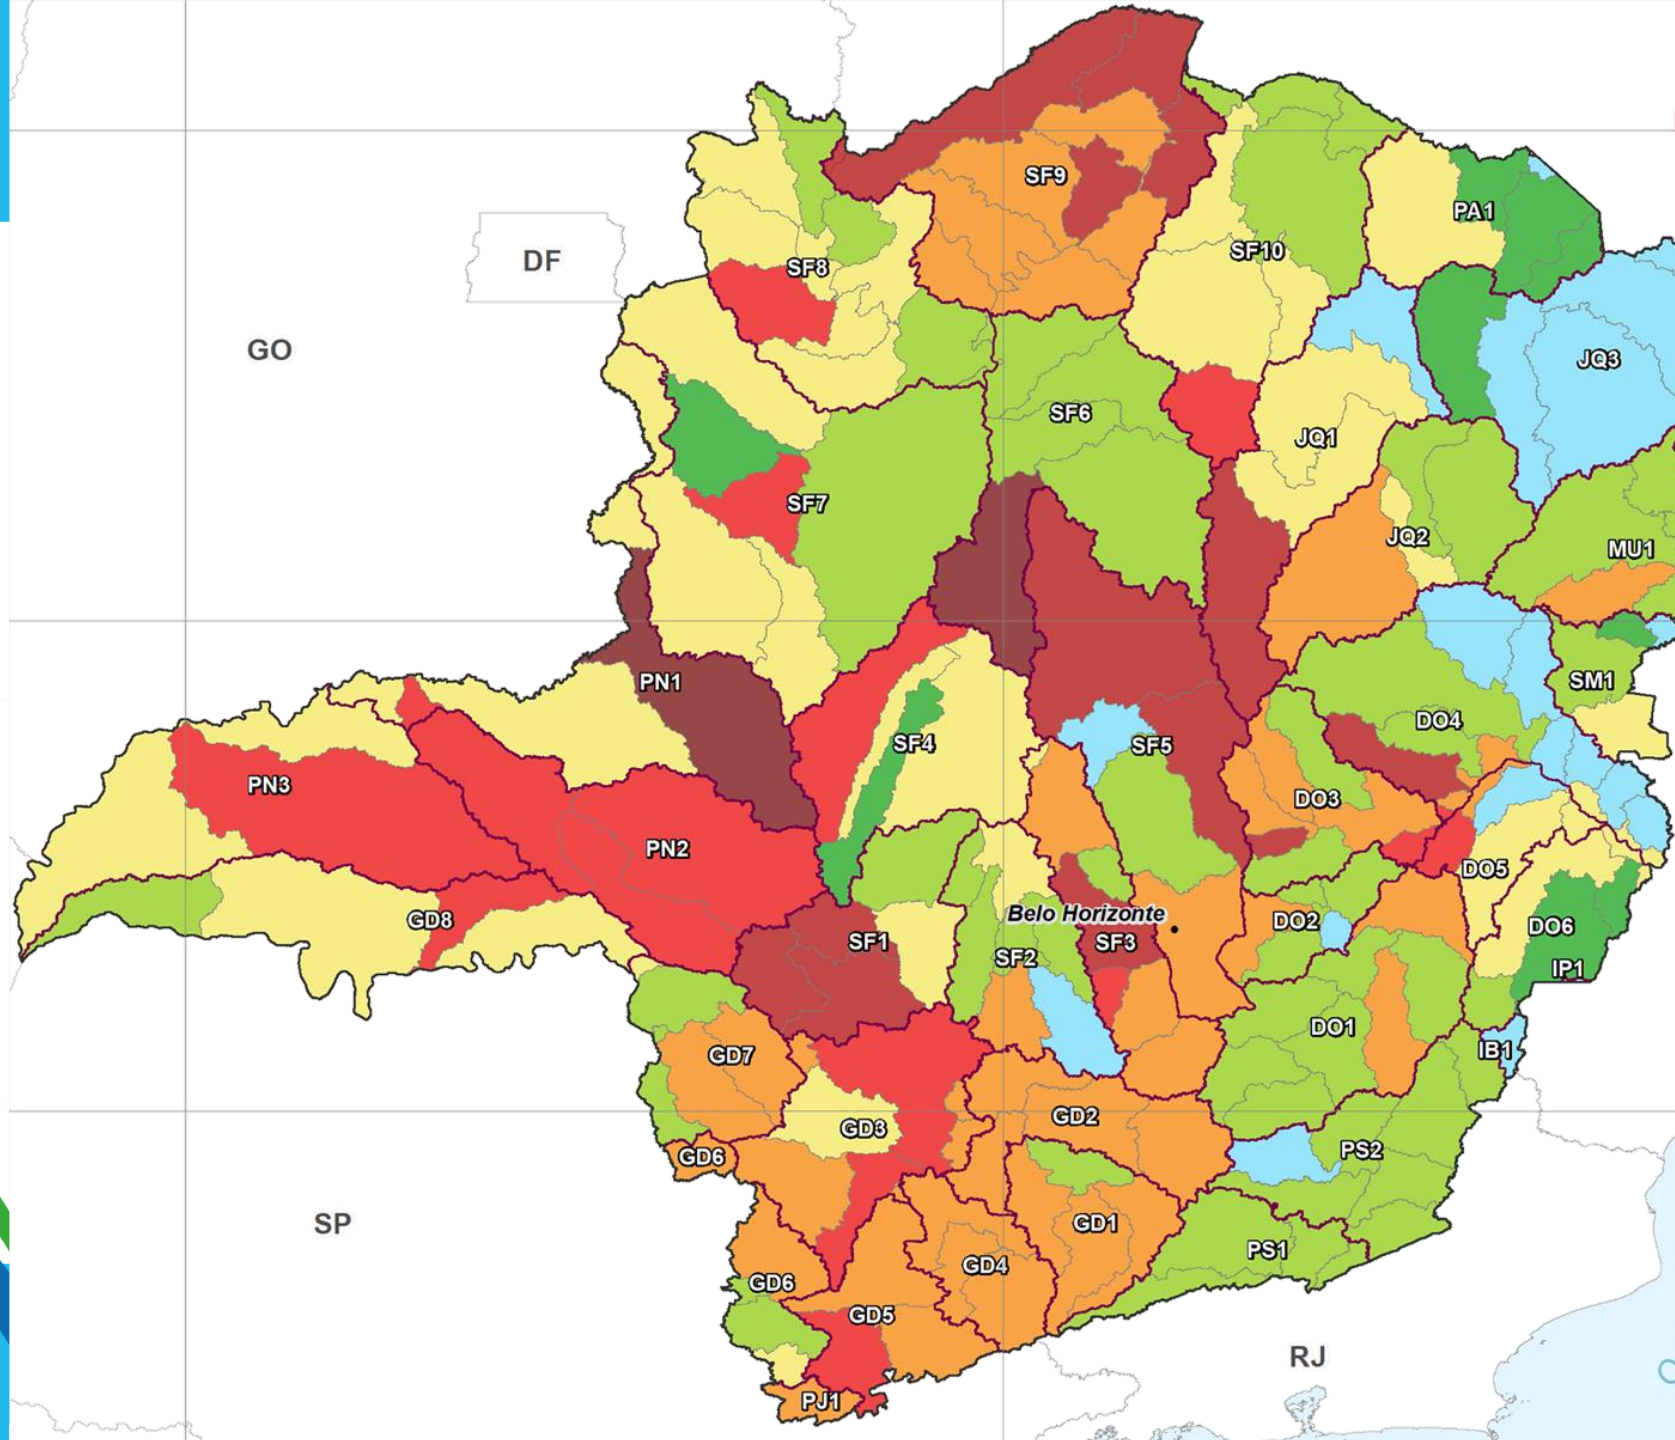 SF9
PA1
DF
SF10
SF8
GO
JQ3
SF6
JQ1
SF7
JQ2
MU1
PN1
SM1
DO4
SF4
SF5
PN3
DO3
PN2
DO5
Belo Horizonte
GD8
DO2
DO6
SF1
SF3
SF2
IP1
DO1
GD7
IB1
GD2
GD3
PS2
GD6
SP
GD1
PS1
GD4
GD6
GD5
RJ
PJ1